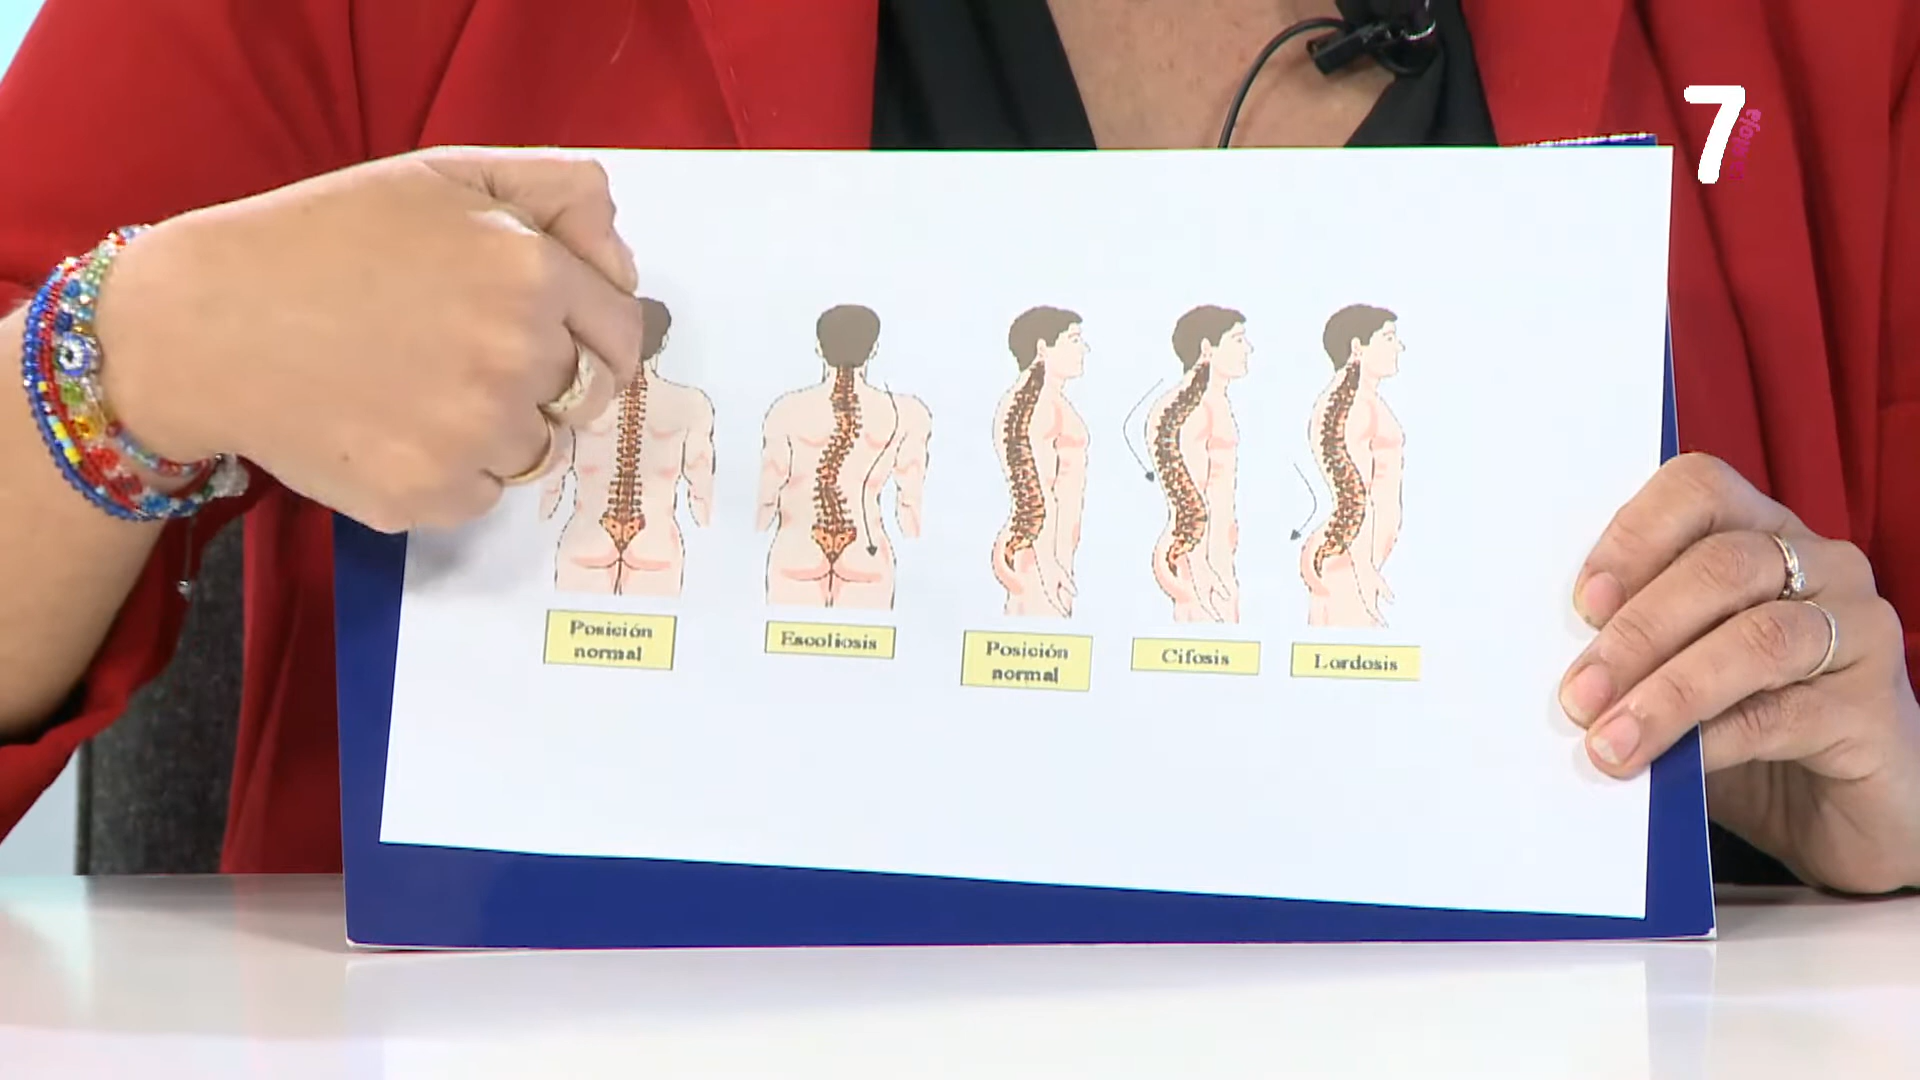 7
Posición
normal
Escoliosis
Posición
normal
Cifosis
Lordosis